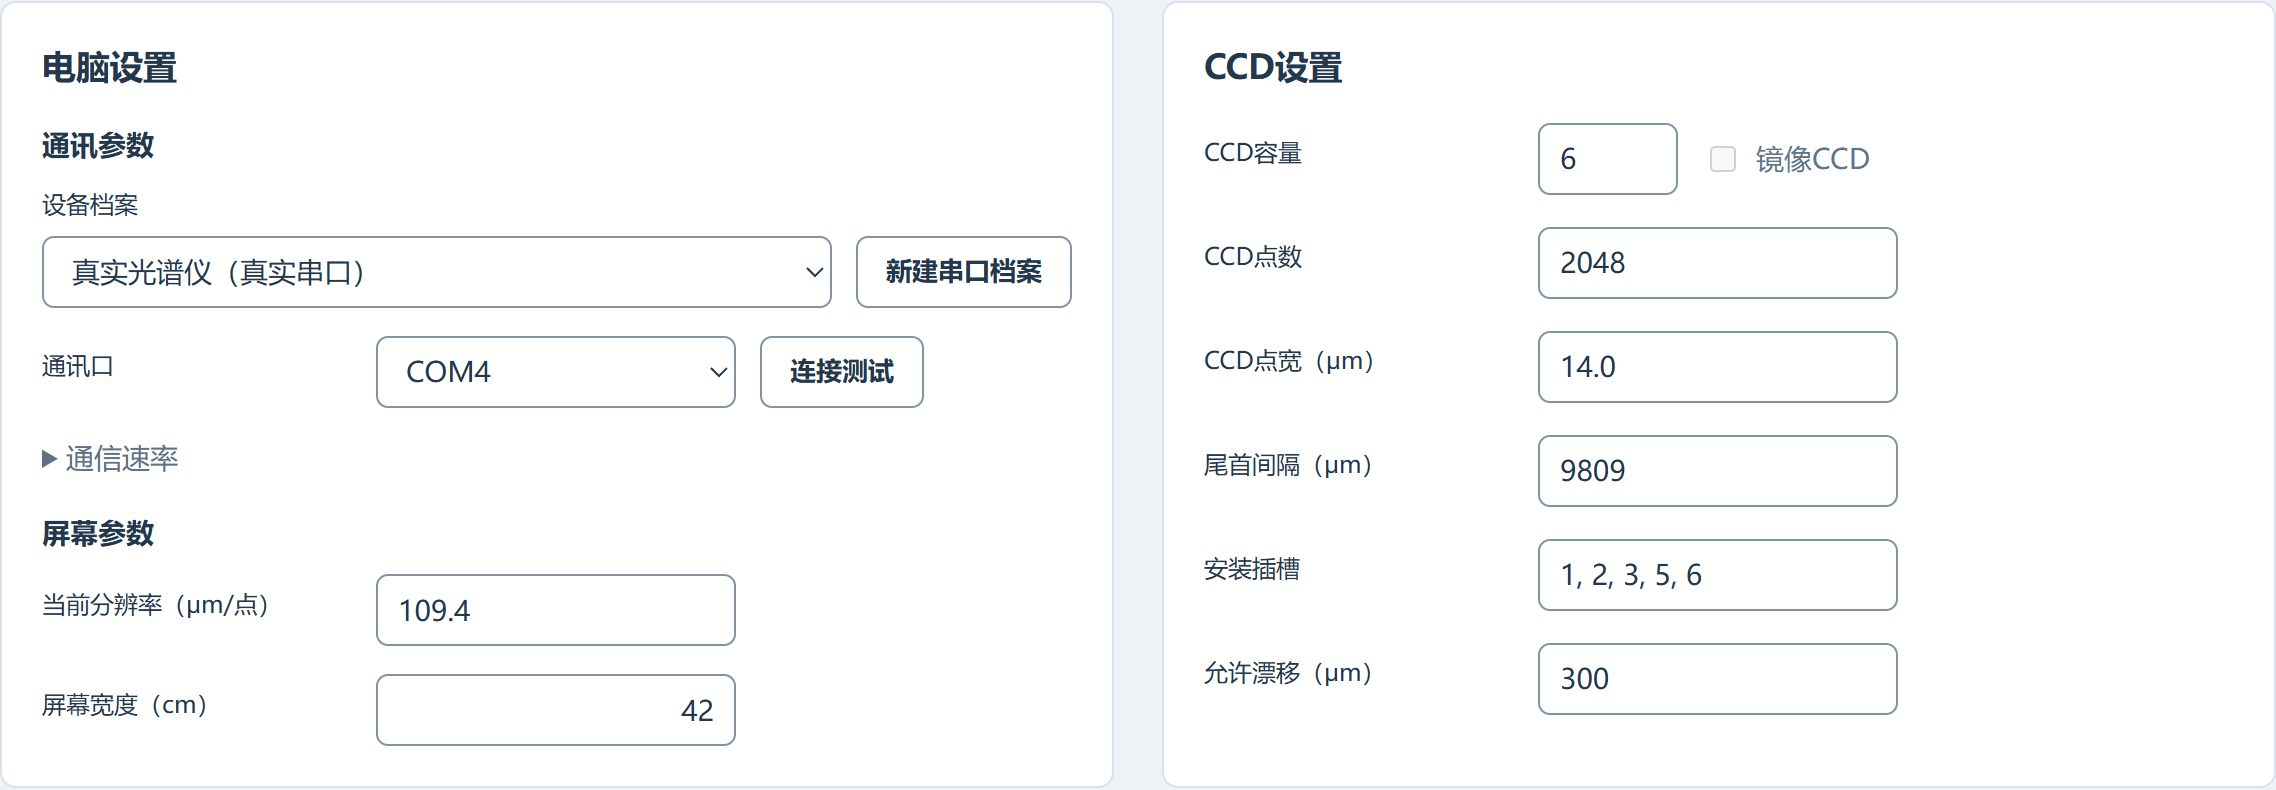 电脑设置
通讯参数
设备档案
真实光谱仪（真实串口）
新建串口档案
通讯口
COM4
连接测试
▶ 通信速率
屏幕参数
当前分辨率（μm/点）
109.4
屏幕宽度（cm）
42
CCD设置
CCD容量
6
镜像CCD
CCD点数
2048
CCD点宽（μm）
14.0
尾首间隔（μm）
9809
安装插槽
1, 2, 3, 5, 6
允许漂移（μm）
300